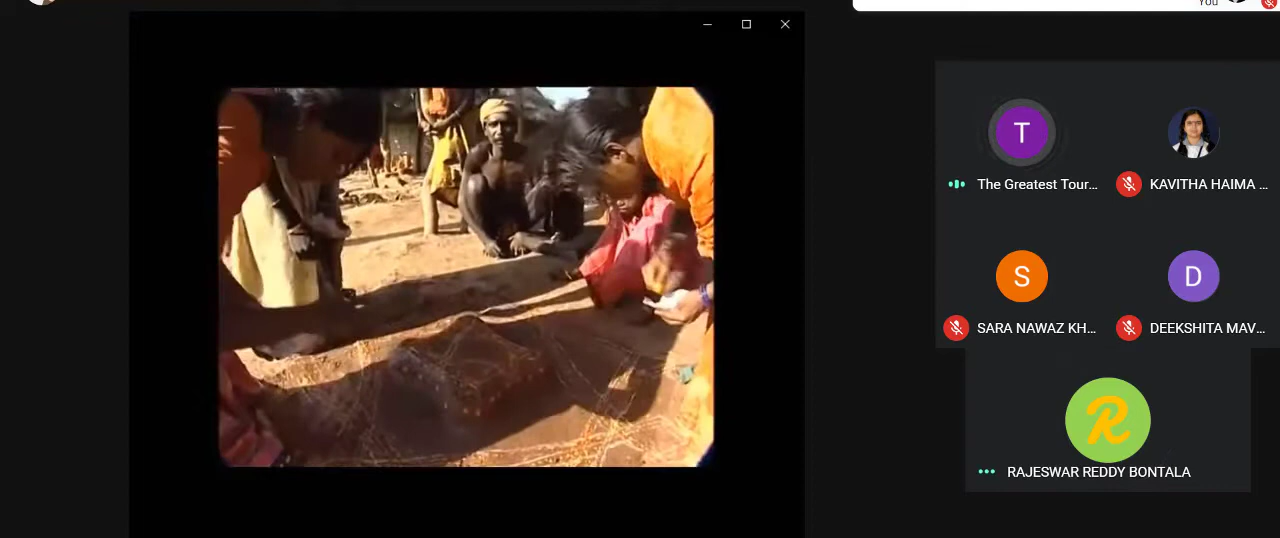 You
T
The Greatest Tour...
KAVITHA HAIMA ...
S
D
SARA NAWAZ KH...
DEEKSHITA MAV...
R
RAJESWAR REDDY BONTALA